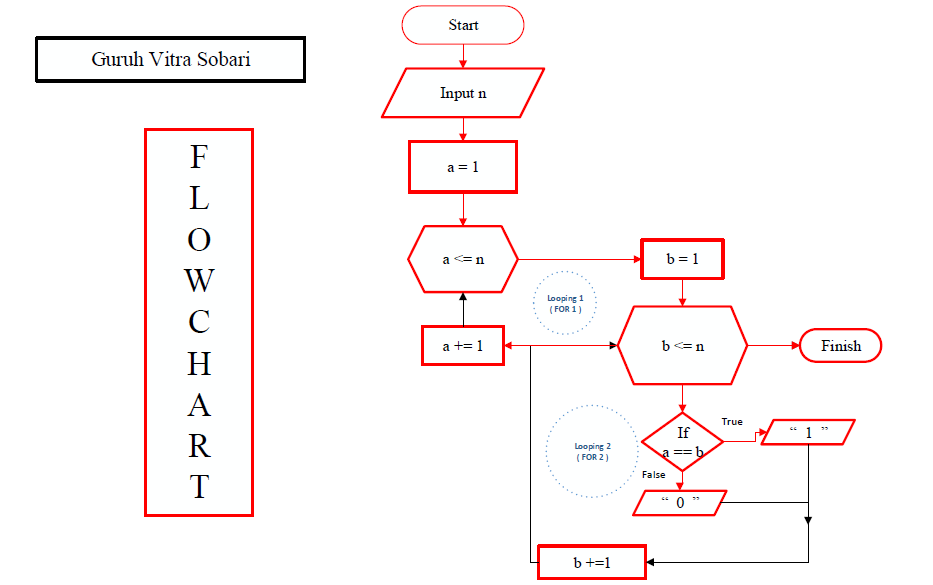 Guruh Vitra Sobari
F
L
O
W
C
H
A
R
T
Start
Input n
a = 1
a <= n
b = 1
Looping 1
( FOR 1 )
a += 1
b <= n
Finish
Looping 2
( FOR 2 )
If
a == b
True
“ 1 ”
False
“ 0 ”
b +=1